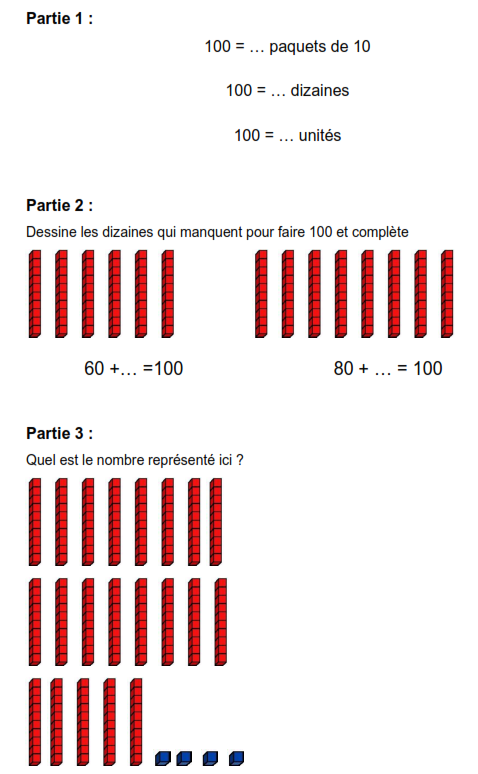 Partie 1 :
100 = … paquets de 10
100 = … dizaines
100 = … unités
Partie 2 :
Dessine les dizaines qui manquent pour faire 100 et complète
60 +… =100
80 + … = 100
Partie 3 :
Quel est le nombre représenté ici ?